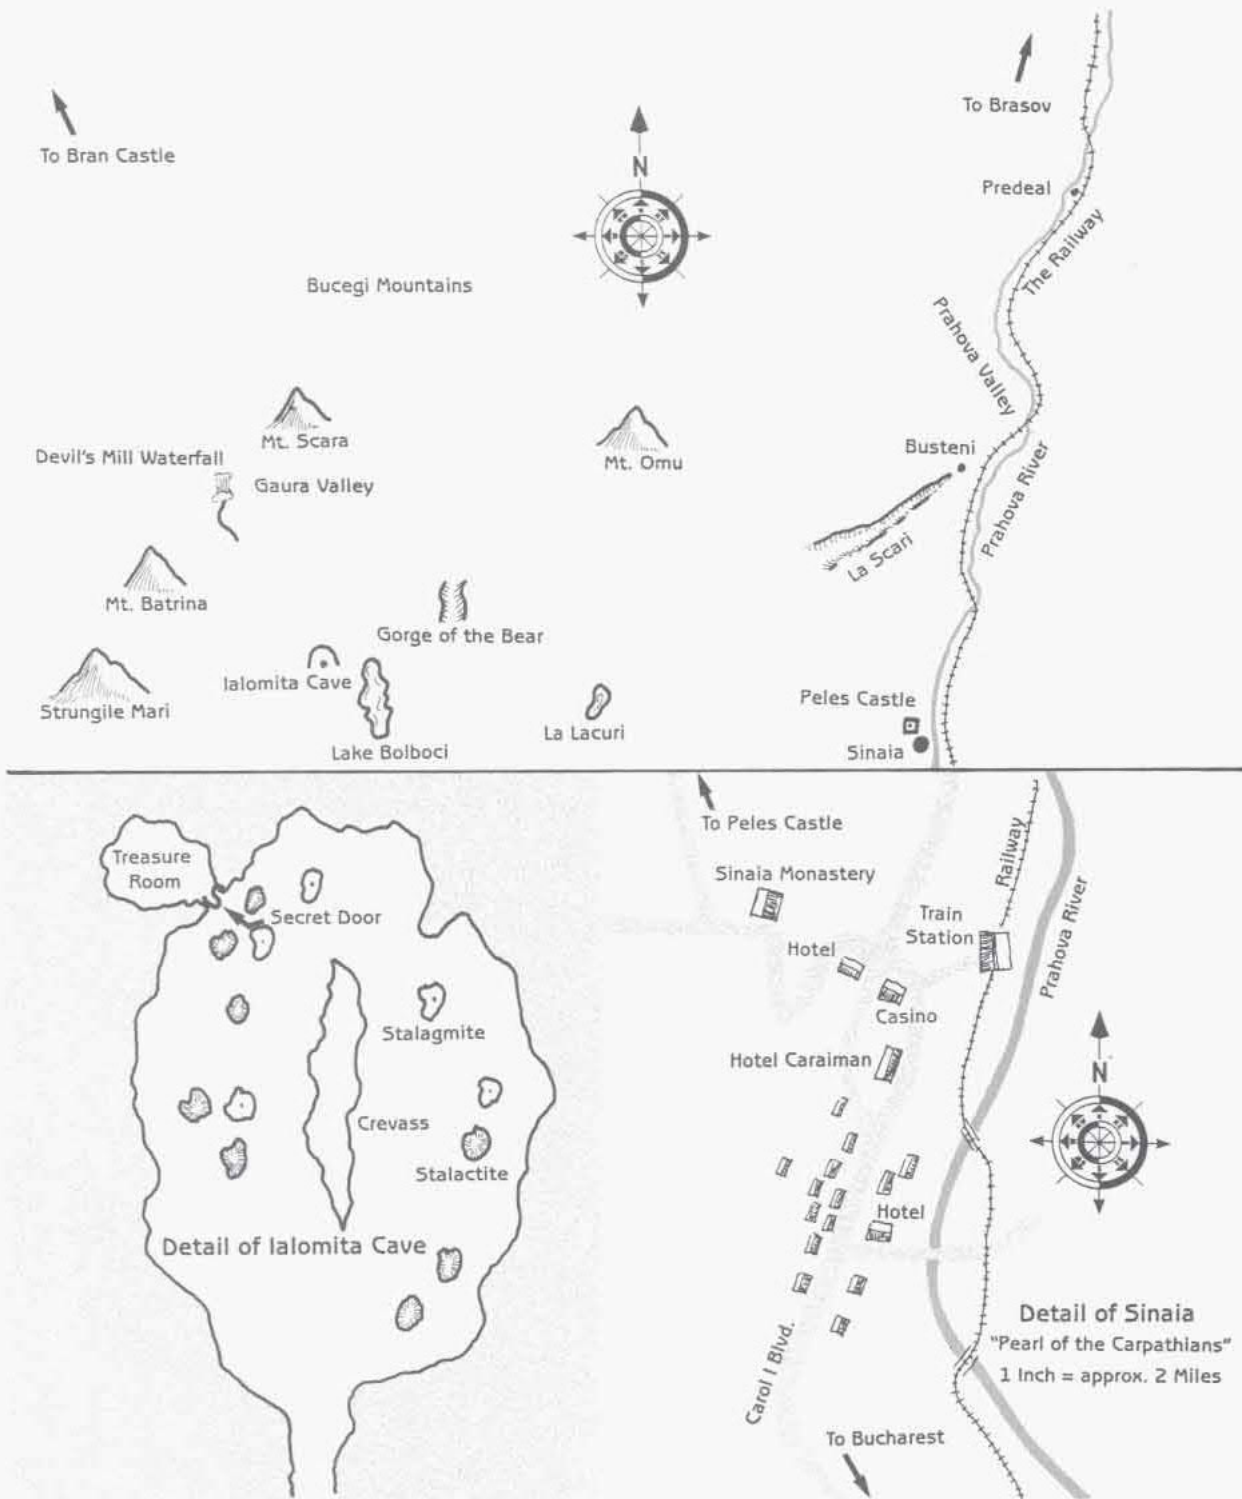 To Brasov
To Bran Castle
N
Predeal
The Railway
Bucegi Mountains
Prahova Valley
Mt. Scara
Mt. Omu
Busteni
Prahova River
Devil's Mill Waterfall
Gaura Valley
La Scari
Mt. Batrina
Gorge of the Bear
Ialomita Cave
Strungile Mari
Lake Bolboci
La Lacuri
Peles Castle
Sinaia
Treasure
Room
Secret Door
Stalagmite
Crevass
Stalactite
Detail of Ialomita Cave
To Peles Castle
Sinaia Monastery
Railway
Train
Station
Prahova River
Hotel
Casino
Hotel Caraiman
N
Hotel
Detail of Sinaia
"Pearl of the Carpathians"
1 Inch = approx. 2 Miles
Carol I Blvd.
To Bucharest